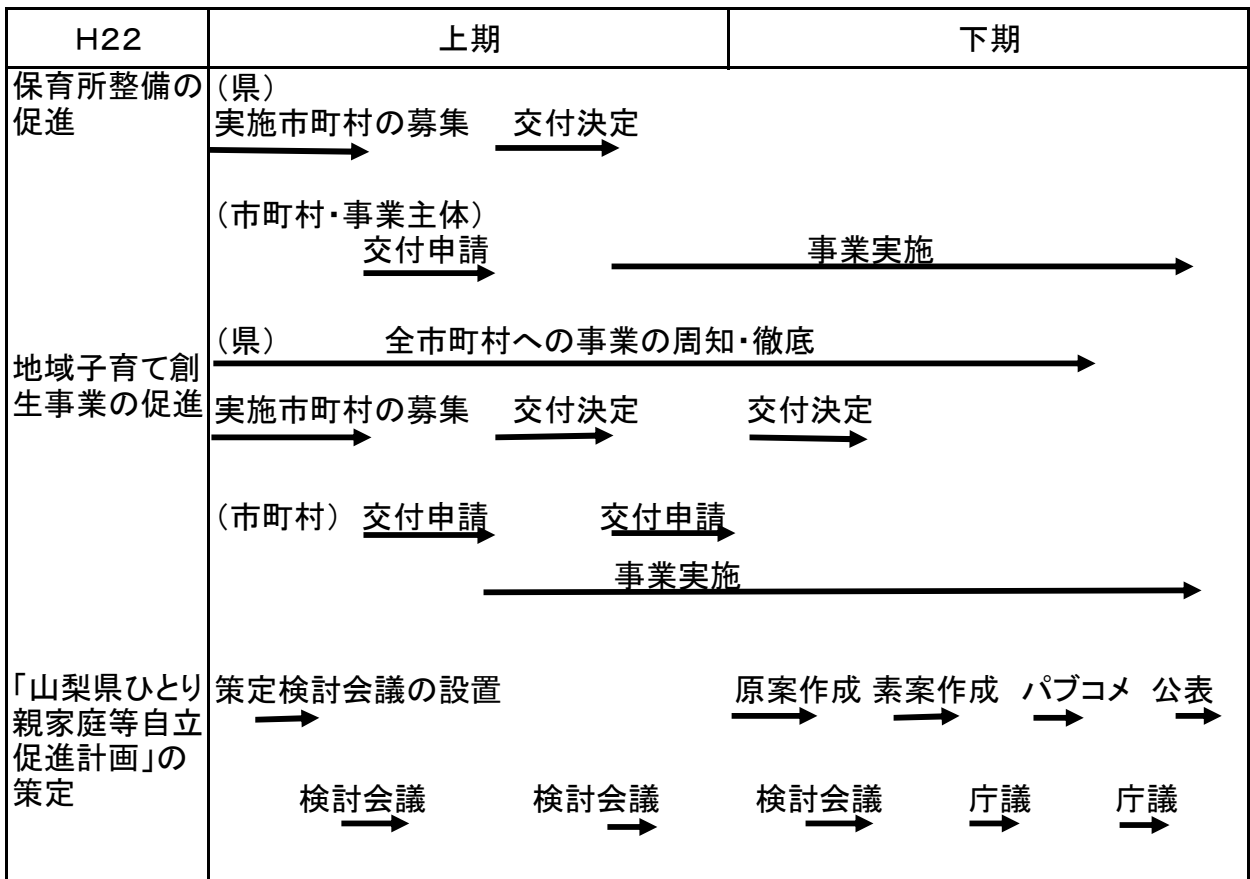 H22 上期 下期
保育所整備の
促進
(県)
実施市町村の募集 交付決定
(市町村・事業主体)
交付申請 事業実施
地域子育て創
生事業の促進
(県) 全市町村への事業の周知・徹底
実施市町村の募集 交付決定 交付決定
(市町村) 交付申請 交付申請
事業実施
「山梨県ひとり
親家庭等自立
促進計画」の
策定
策定検討会議の設置 原案作成 素案作成 パブコメ 公表
検討会議 検討会議 検討会議 庁議 庁議